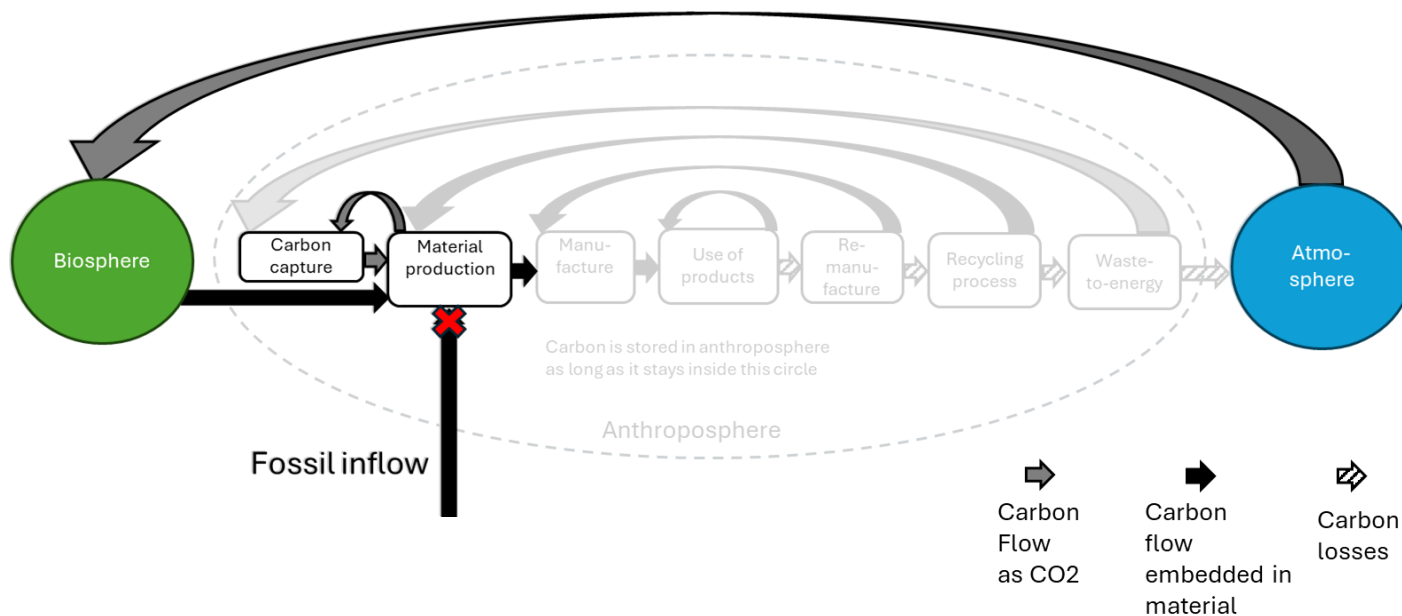 Biosphere
Carbon
capture
Material
production
Manu-
facture
Use of
products
Re-
manu-
facture
Recycling
process
Waste-
to-energy
Atmo-
sphere
Carbon is stored in anthroposphere
as long as it stays inside this circle
Anthroposphere
Fossil inflow
Carbon
Flow
as CO2
Carbon
flow
embedded in
material
Carbon
losses